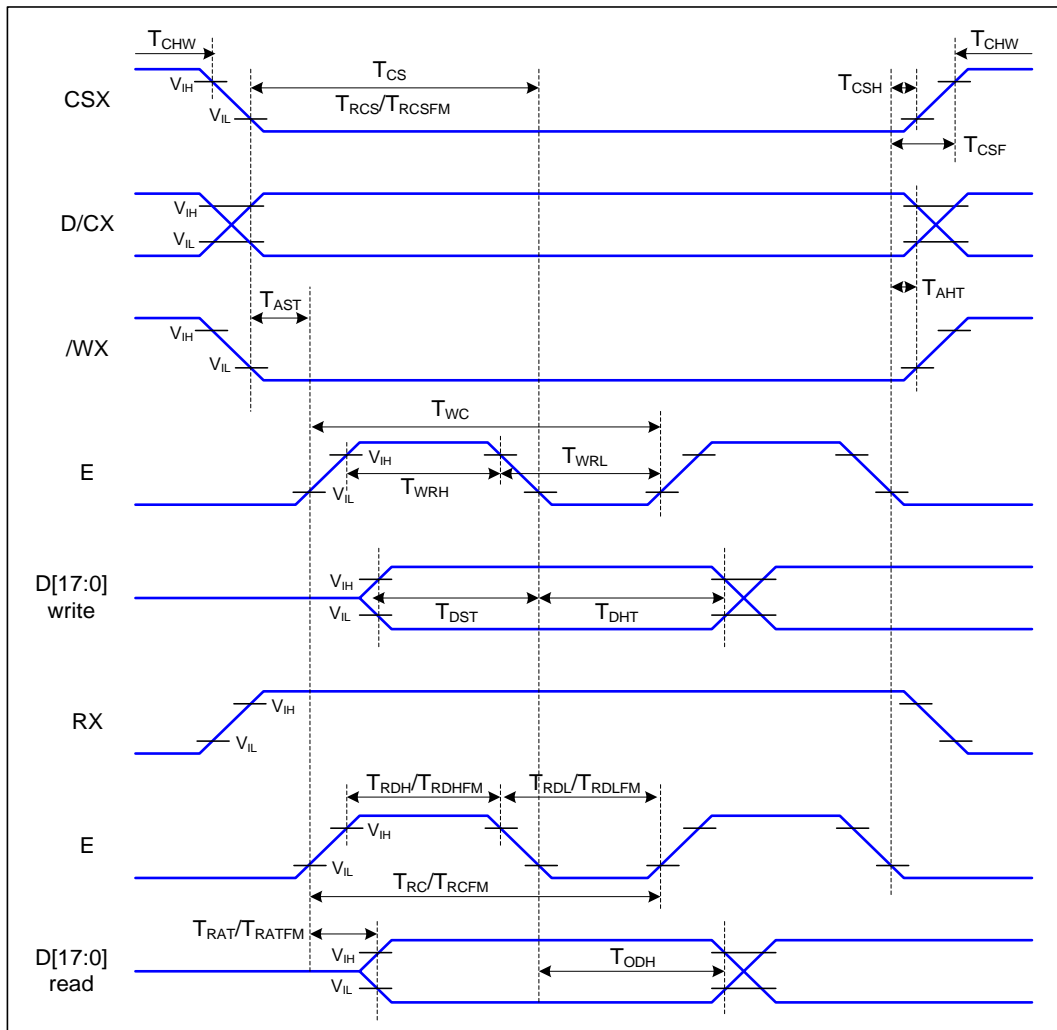 TCHW TCHW
TCS
VIH TCSH
CSX TRCS/TRCSFM
VIL
TCSF
VIH
D/CX
VIL
TAST TAHT
VIH
/WX
VIL
TWC
E VIH TWRL
TWRH
VIL
D[17:0] VIH
write TDST TDHT
VIL
VIH
RX
VIL
TRDH/TRDHFM TRDL/TRDLFM
VIH
E
VIL
TRC/TRCFM
TRAT/TRATFM
D[17:0] VIH TODH
read VIL